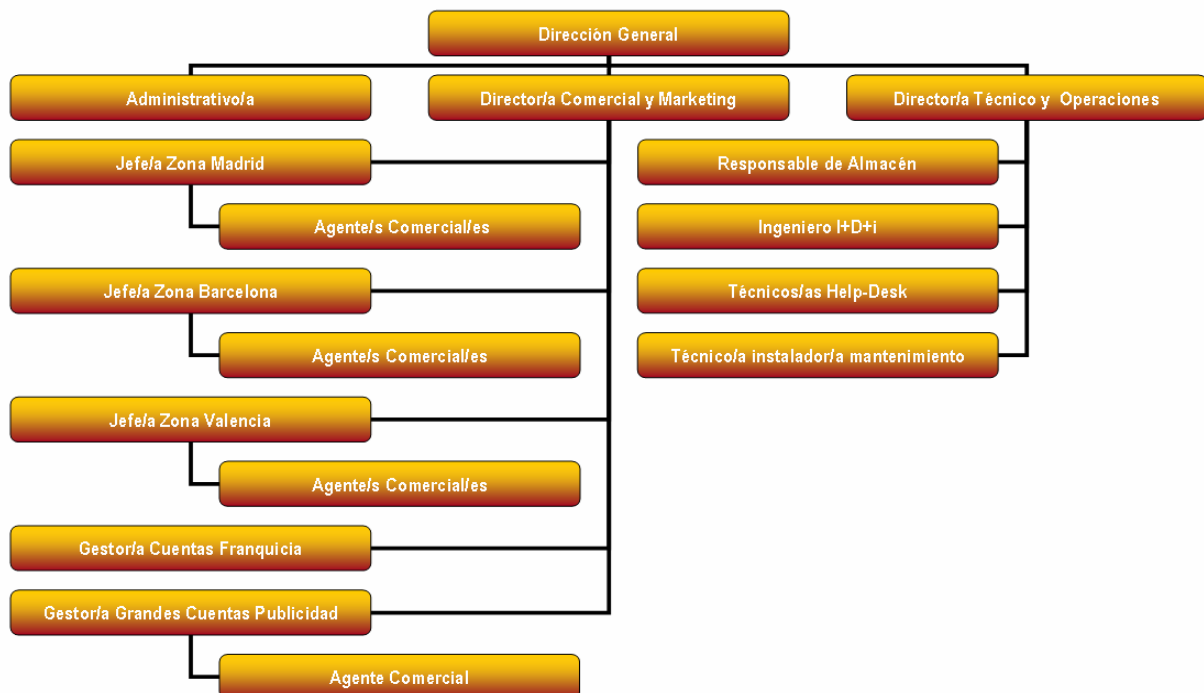 Dirección General
Administrativo/a
Director/a Comercial y Marketing
Director/a Técnico y Operaciones
Jefe/a Zona Madrid
Responsable de Almacén
Agente/s Comercial/es
Ingeniero I+D+i
Jefe/a Zona Barcelona
Técnicos/as Help-Desk
Agente/s Comercial/es
Técnico/a instalador/a mantenimiento
Jefe/a Zona Valencia
Agente/s Comercial/es
Gestor/a Cuentas Franquicia
Gestor/a Grandes Cuentas Publicidad
Agente Comercial